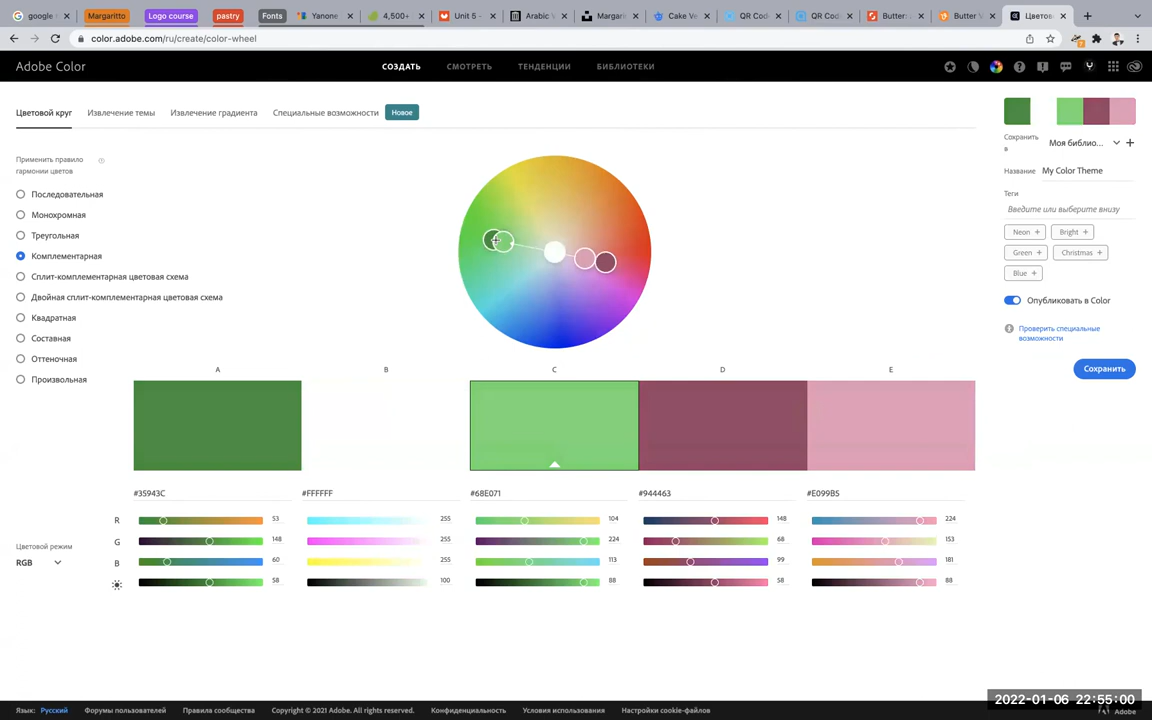 google Margaritto Logo course pastry Fonts Yanone 4,500+ Unit 5 - Arabic V Margari Cake Ve QR Cod QR Cod Butter Butter V Цветов
color.adobe.com/ru/create/color-wheel
Adobe Color СОЗДАТЬ СМОТРЕТЬ ТЕНДЕНЦИИ БИБЛИОТЕКИ
Цветовой круг Извлечение темы Извлечение градиента Специальные возможности Новое
Применить правило
гармонии цветов
Последовательная
Монохромная
Треугольная
Комплементарная
Сплит-комплементарная цветовая схема
Двойная сплит-комплементарная цветовая схема
Квадратная
Составная
Оттеночная
Произвольная
Сохранить
в
Моя библио...
Название My Color Theme
Теги
Введите или выберите внизу
Neon + Bright +
Green + Christmas +
Blue +
Опубликовать в Color
Проверить специальные
возможности
Сохранить
A B C D E
#35943C #FFFFFF #68E071 #944463 #E099B5
R 53 255 104 148 224
G 148 255 224 68 153
B 60 255 113 99 181
58 100 88 58 88
Цветовой режим
RGB
2022-01-06 22:55:00
Язык: Русский Форумы пользователей Правила сообщества Copyright © 2021 Adobe. All rights reserved. Конфиденциальность Условия использования Настройки cookie-файлов Adobe